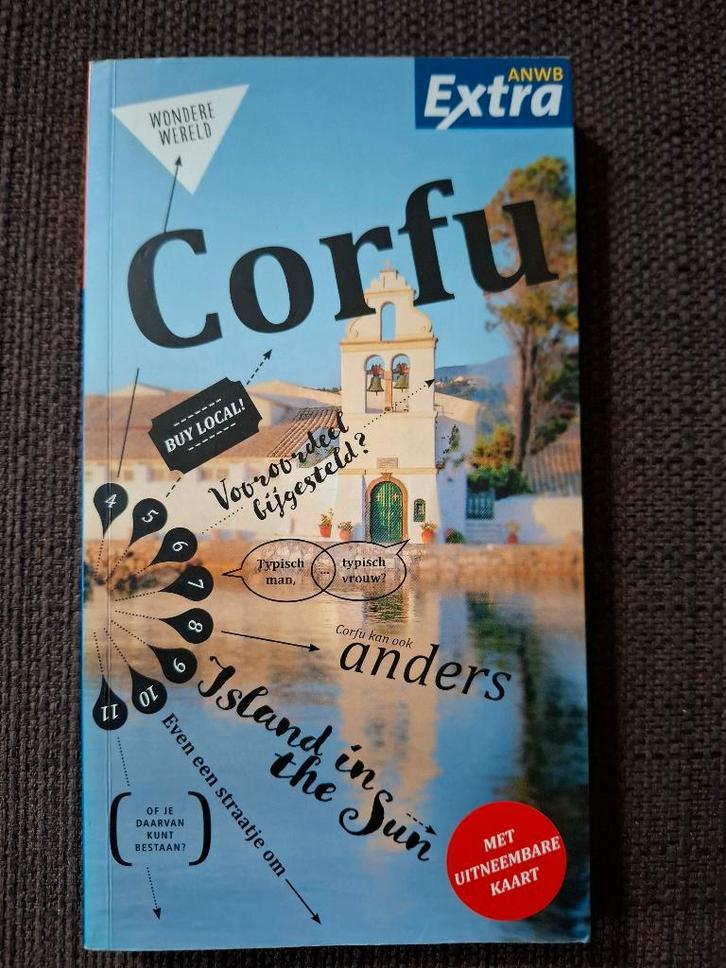 ANWB
Extra
WONDERE
WERELD
Corfu
BUY LOCAL!
Vooroordeel
bijgesteld?
4
5
6
7
8
9
10
11
Typisch
man,
...
typisch
vrouw?
Corfu kan ook
anders
Island in
the Sun
Even een straatje om
OF JE
DAARVAN
KUNT
BESTAAN?
MET
UITNEEMBARE
KAART